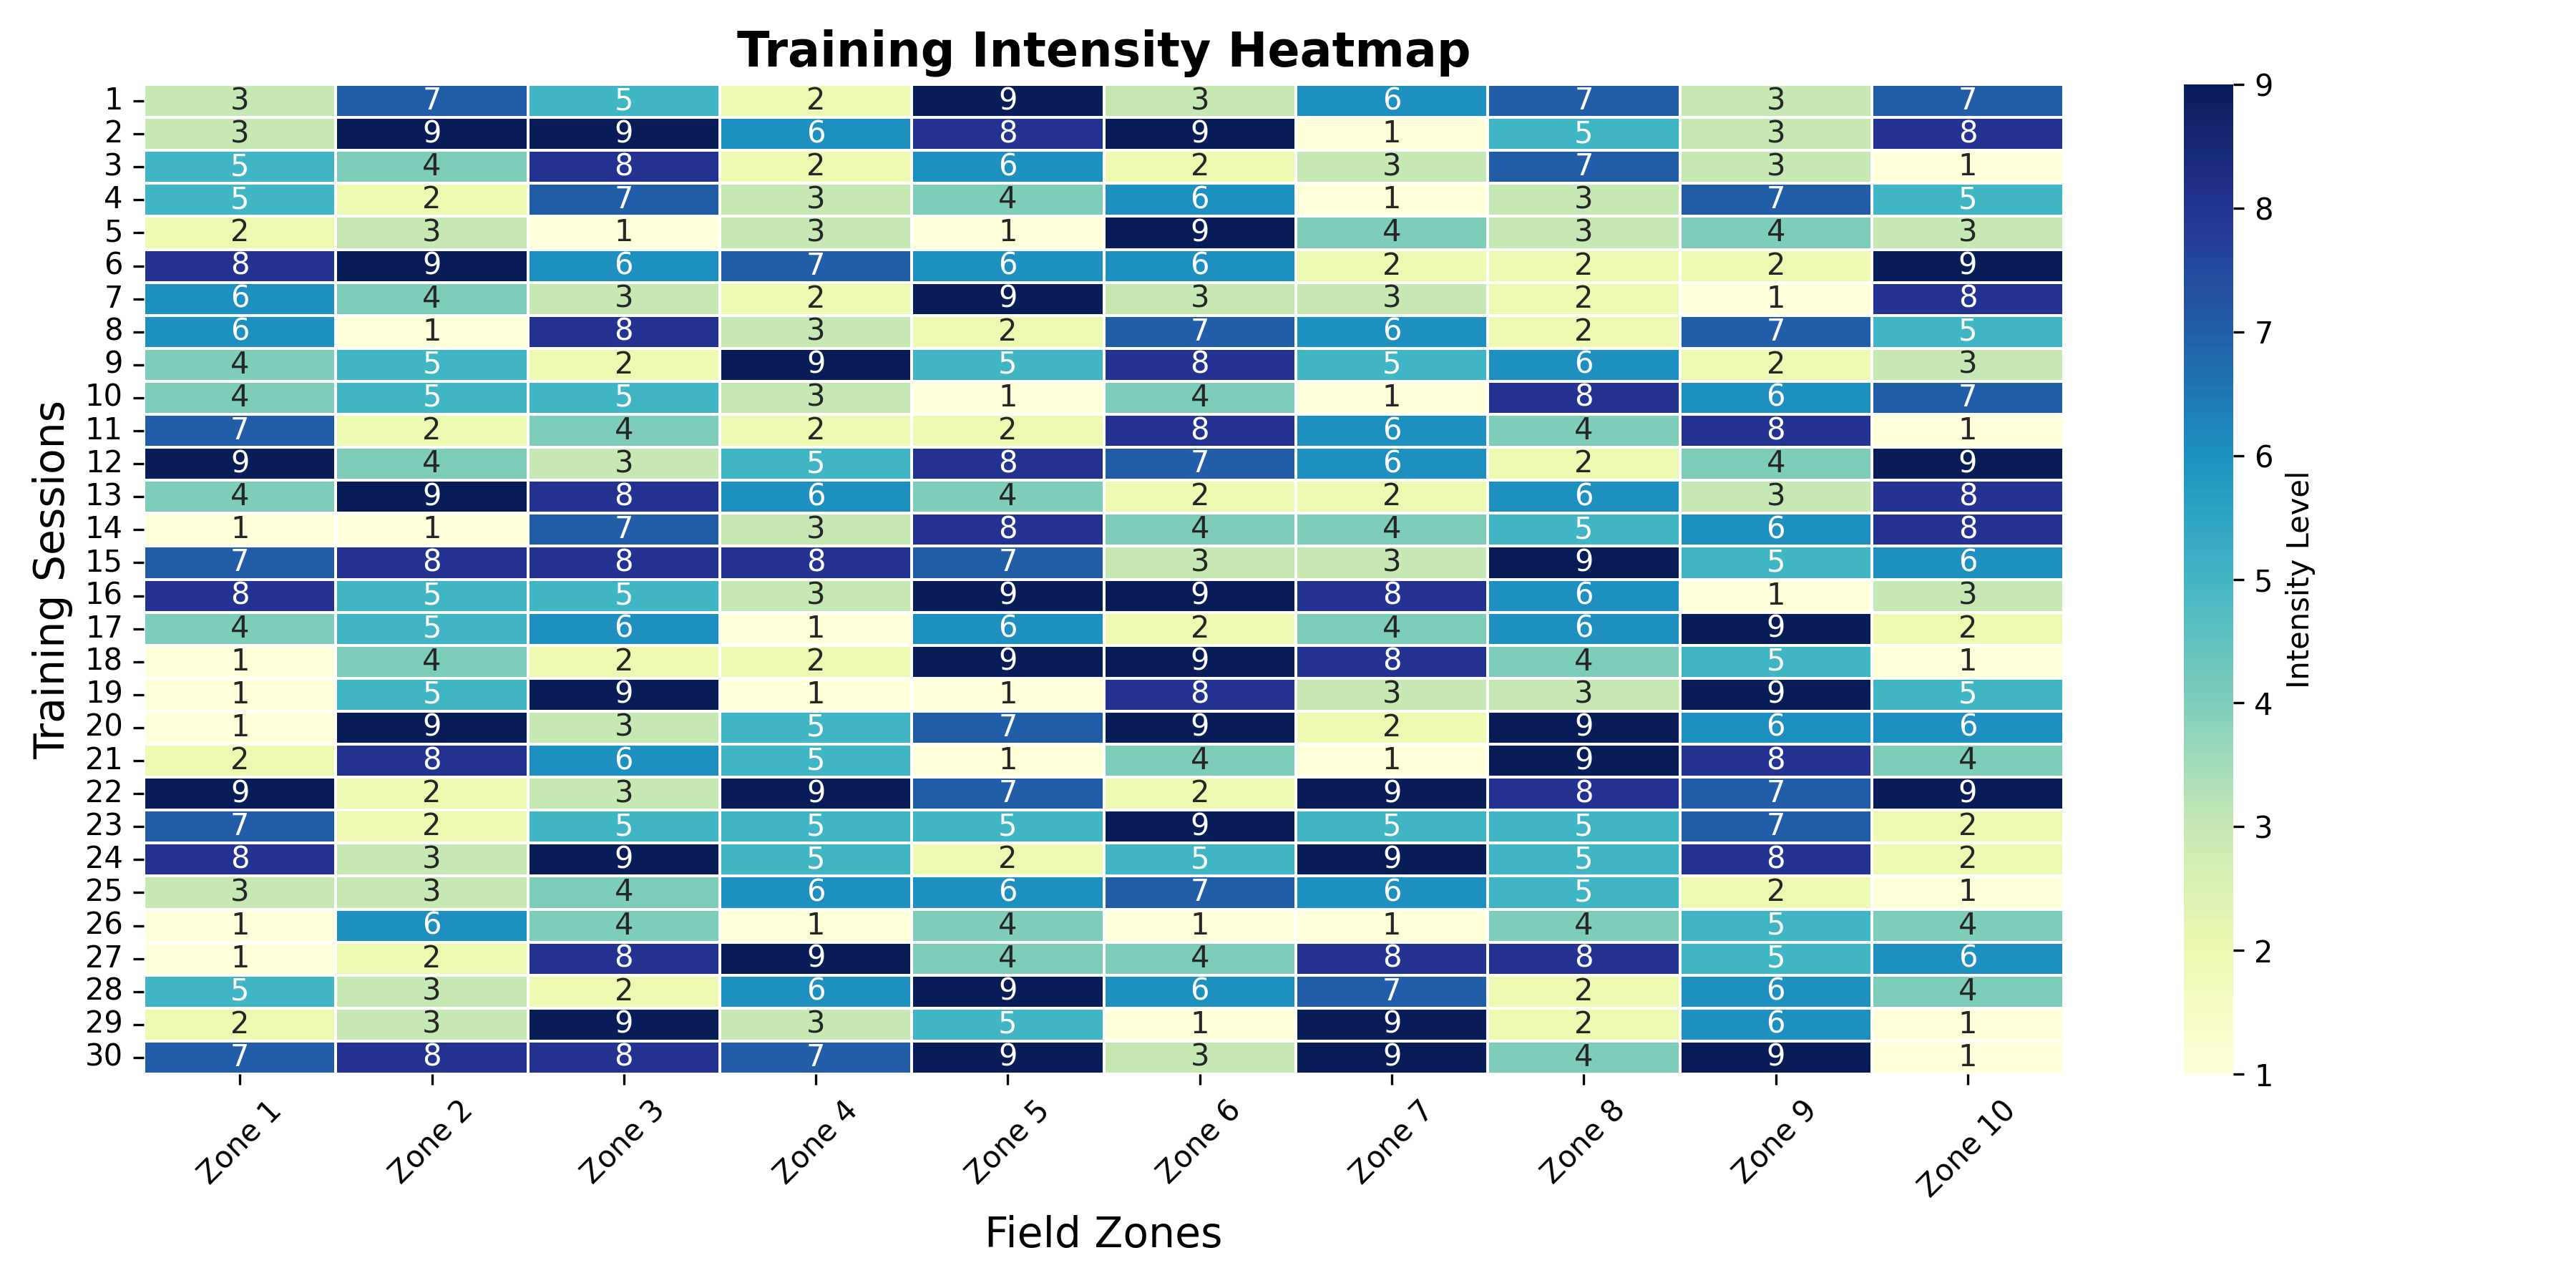 Training Intensity Heatmap
1 3 7 5 2 9 3 6 7 3 7
2 3 9 9 6 8 9 1 5 3 8
3 5 4 8 2 6 2 3 7 3 1
4 5 2 7 3 4 6 1 3 7 5
5 2 3 1 3 1 9 4 3 4 3
6 8 9 6 7 6 6 2 2 2 9
7 6 4 3 2 9 3 3 2 1 8
8 6 1 8 3 2 7 6 2 7 5
9 4 5 2 9 5 8 5 6 2 3
10 4 5 5 3 1 4 1 8 6 7
11 7 2 4 2 2 8 6 4 8 1
12 9 4 3 5 8 7 6 2 4 9
13 4 9 8 6 4 2 2 6 3 8
14 1 1 7 3 8 4 4 5 6 8
15 7 8 8 8 7 3 3 9 5 6
16 8 5 5 3 9 9 8 6 1 3
17 4 5 6 1 6 2 4 6 9 2
18 1 4 2 2 9 9 8 4 5 1
19 1 5 9 1 1 8 3 3 9 5
20 1 9 3 5 7 9 2 9 6 6
21 2 8 6 5 1 4 1 9 8 4
22 9 2 3 9 7 2 9 8 7 9
23 7 2 5 5 5 9 5 5 7 2
24 8 3 9 5 2 5 9 5 8 2
25 3 3 4 6 6 7 6 5 2 1
26 1 6 4 1 4 1 1 4 5 4
27 1 2 8 9 4 4 8 8 5 6
28 5 3 2 6 9 6 7 2 6 4
29 2 3 9 3 5 1 9 2 6 1
30 7 8 8 7 9 3 9 4 9 1
Training Sessions
Zone 1 Zone 2 Zone 3 Zone 4 Zone 5 Zone 6 Zone 7 Zone 8 Zone 9 Zone 10
Field Zones
9
8
7
6
5
4
3
2
1
Intensity Level